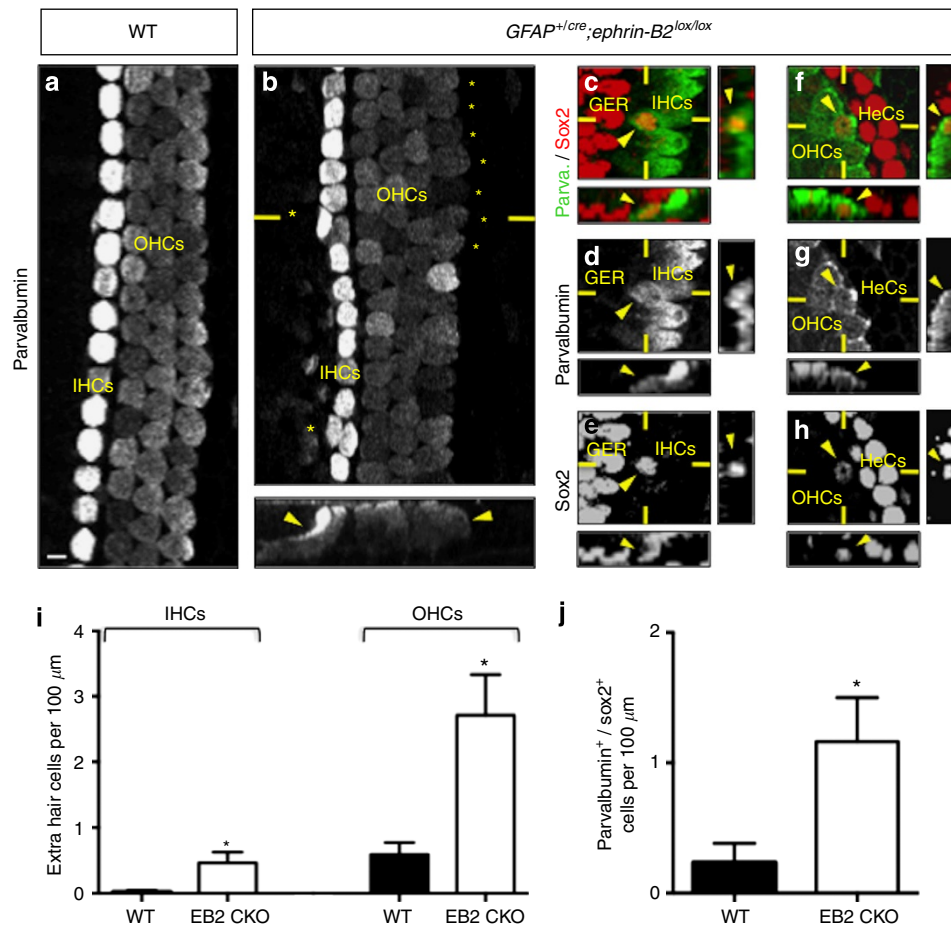 WT
GFAP+/cre;ephrin-B2lox/lox
Parvalbumin
a
OHCs
IHCs
b
*
*
*
*
*
*
*
*
OHCs
IHCs
*
Parva. / Sox2
c
GER
IHCs
f
HeCs
OHCs
Parvalbumin
d
GER
IHCs
g
HeCs
OHCs
Sox2
e
GER
IHCs
h
HeCs
OHCs
i
IHCs
OHCs
Extra hair cells per 100 μm
4
3
2
1
0
*
*
WT
EB2 CKO
WT
EB2 CKO
j
Parvalbumin+ / sox2+
cells per 100 μm
2
1
0
*
WT
EB2 CKO